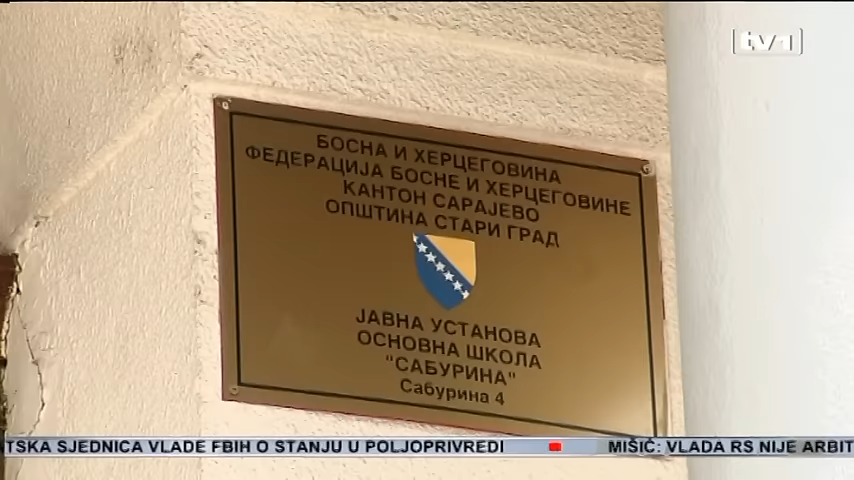 tv1
БОСНА И ХЕРЦЕГОВИНА
ФЕДЕРАЦИЈА БОСНЕ И ХЕРЦЕГОВИНЕ
КАНТОН САРАЈЕВО
ОПШТИНА СТАРИ ГРАД
ЈАВНА УСТАНОВА
ОСНОВНА ШКОЛА
"САБУРИНА"
Сабурина 4
TSKA SJEDNICA VLADE FBIH O STANJU U POLJOPRIVREDI MIŠIĆ: VLADA RS NIJE ARBIT